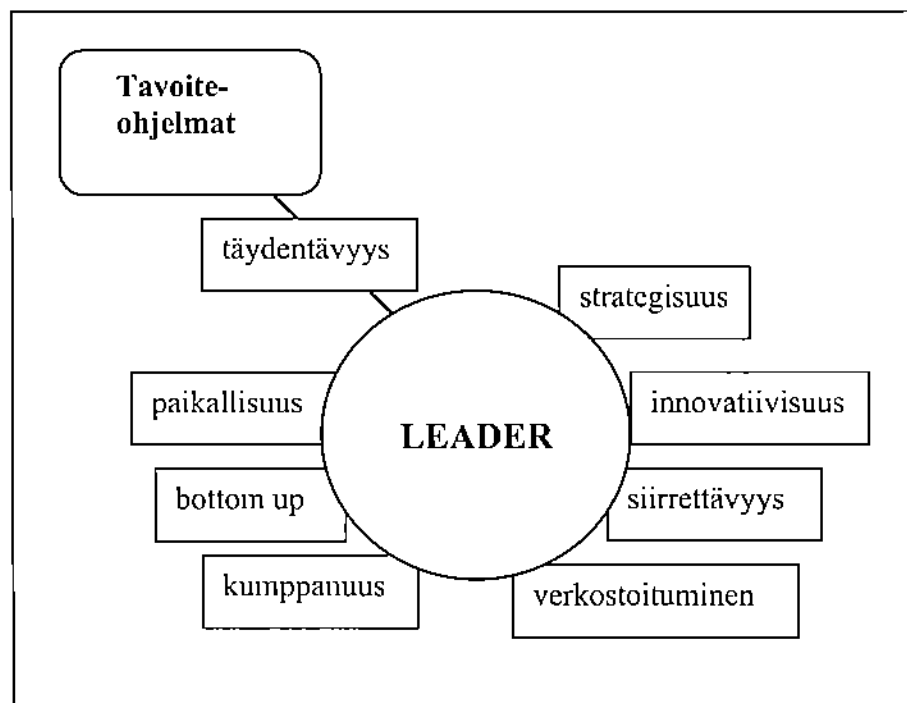 Tavoite-
ohjelmat
täydentävyys
strategisuus
paikallisuus
innovatiivisuus
LEADER
bottom up
siirrettävyys
kumppanuus
verkostoituminen